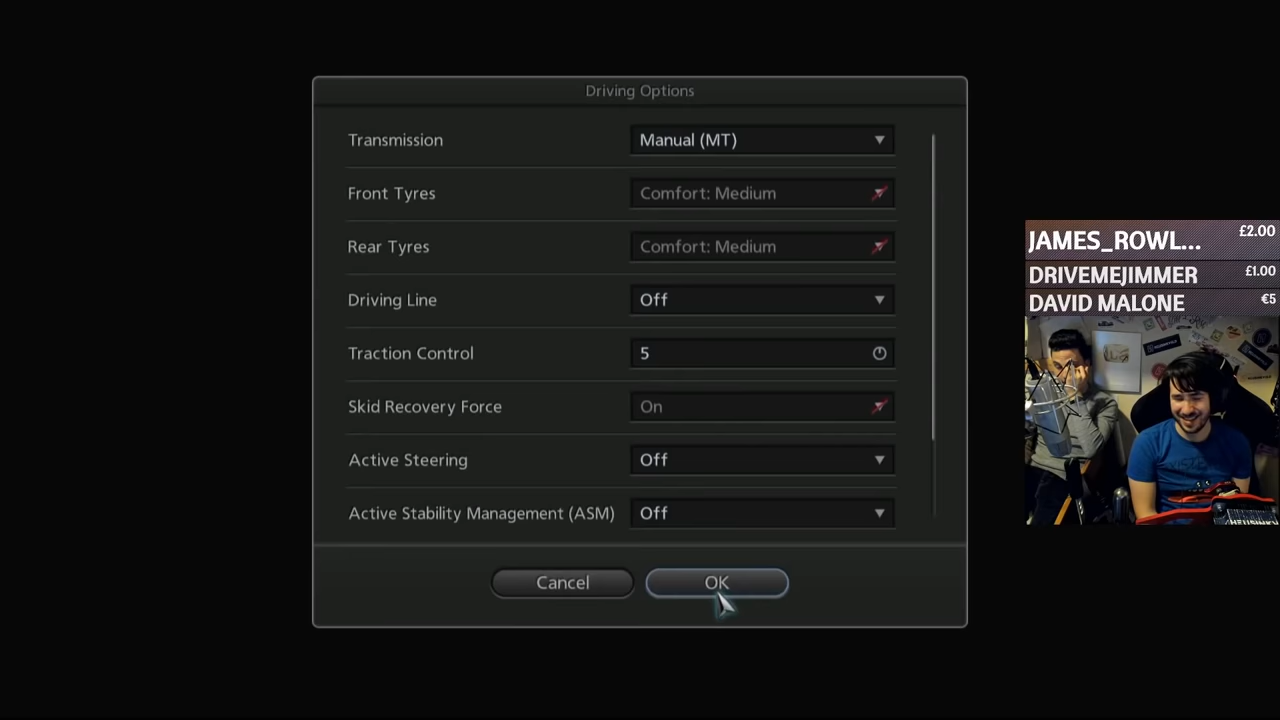 Driving Options
Transmission
Manual (MT)
Front Tyres
Comfort: Medium
Rear Tyres
Comfort: Medium
Driving Line
Off
Traction Control
5
Skid Recovery Force
On
Active Steering
Off
Active Stability Management (ASM)
Off
Cancel
OK
JAMES_ROWL... £2.00
DRIVEMEJIMMER £1.00
DAVID MALONE €5